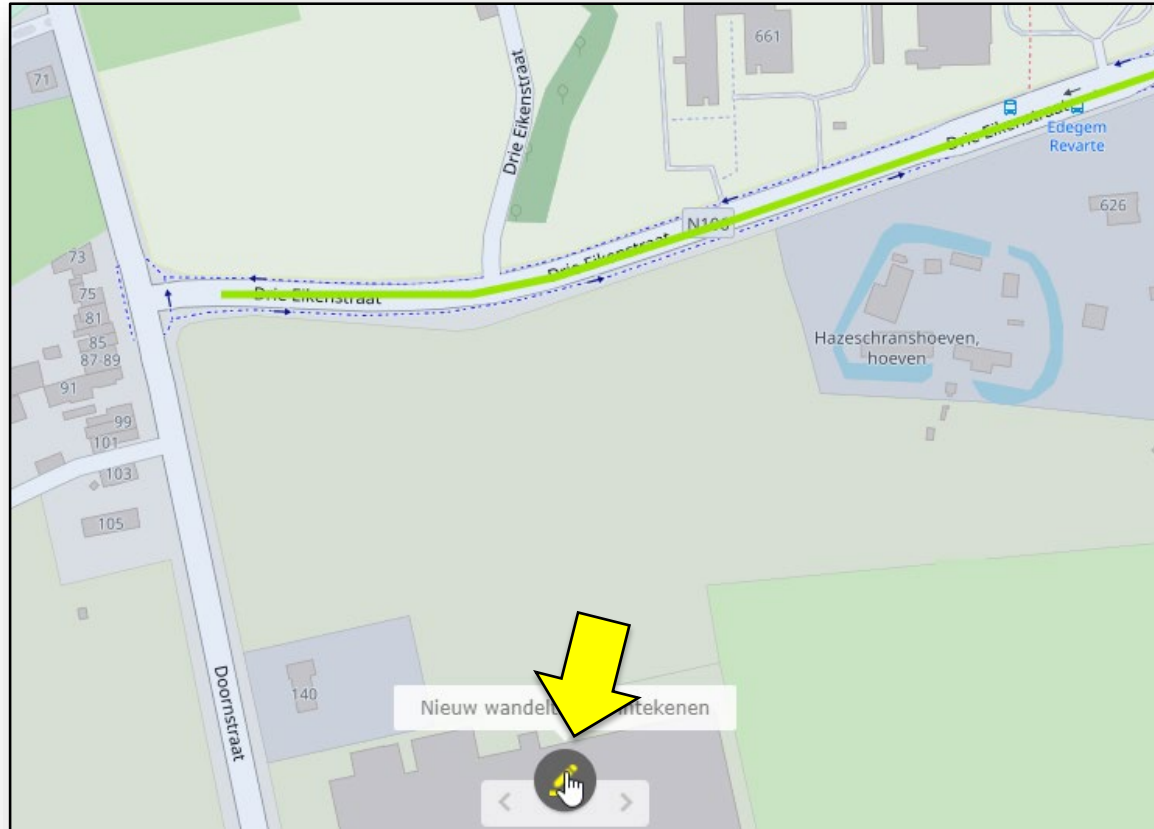 71
661
Drie Eikenstraat
Drie Eikenstraat
Edegem
Revarte
626
N106
Drie Eikenstraat
73
Drie Eikenstraat
75
81
85
87-89
Hazeschranshoeven,
hoeven
91
99
101
103
105
Doornstraat
140
Nieuw